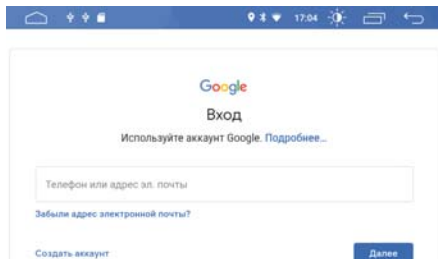 17:04
Google
Вход
Используйте аккаунт Google. Подробнее...
Телефон или адрес эл. почты
Забыли адрес электронной почты?
Создать аккаунт
Далее